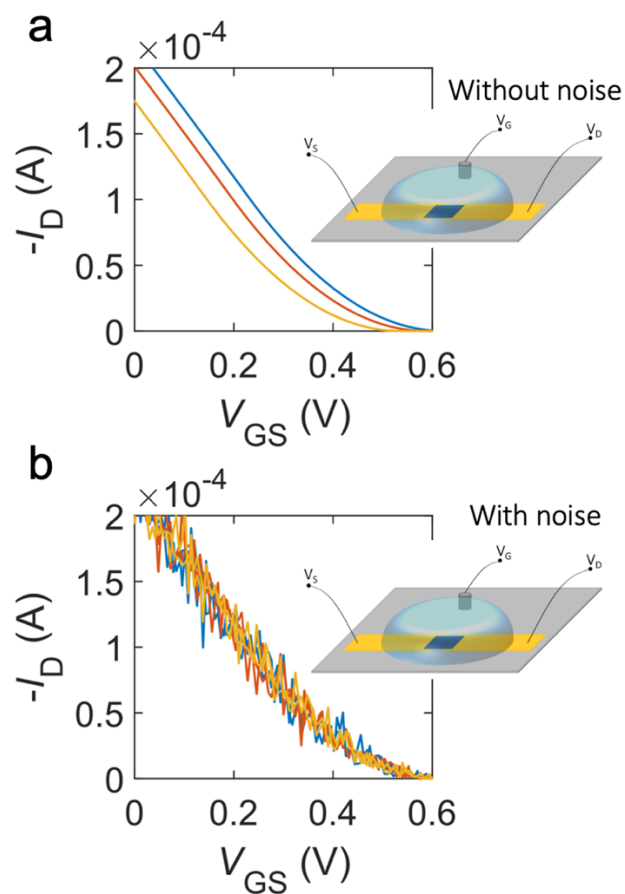 a
× 10⁻⁴
2
1.5
1
0.5
0
-I_D (A)
0 0.2 0.4 0.6
V_GS (V)
Without noise
V_G
V_S
V_D
b
× 10⁻⁴
2
1.5
1
0.5
0
-I_D (A)
0 0.2 0.4 0.6
V_GS (V)
With noise
V_G
V_S
V_D